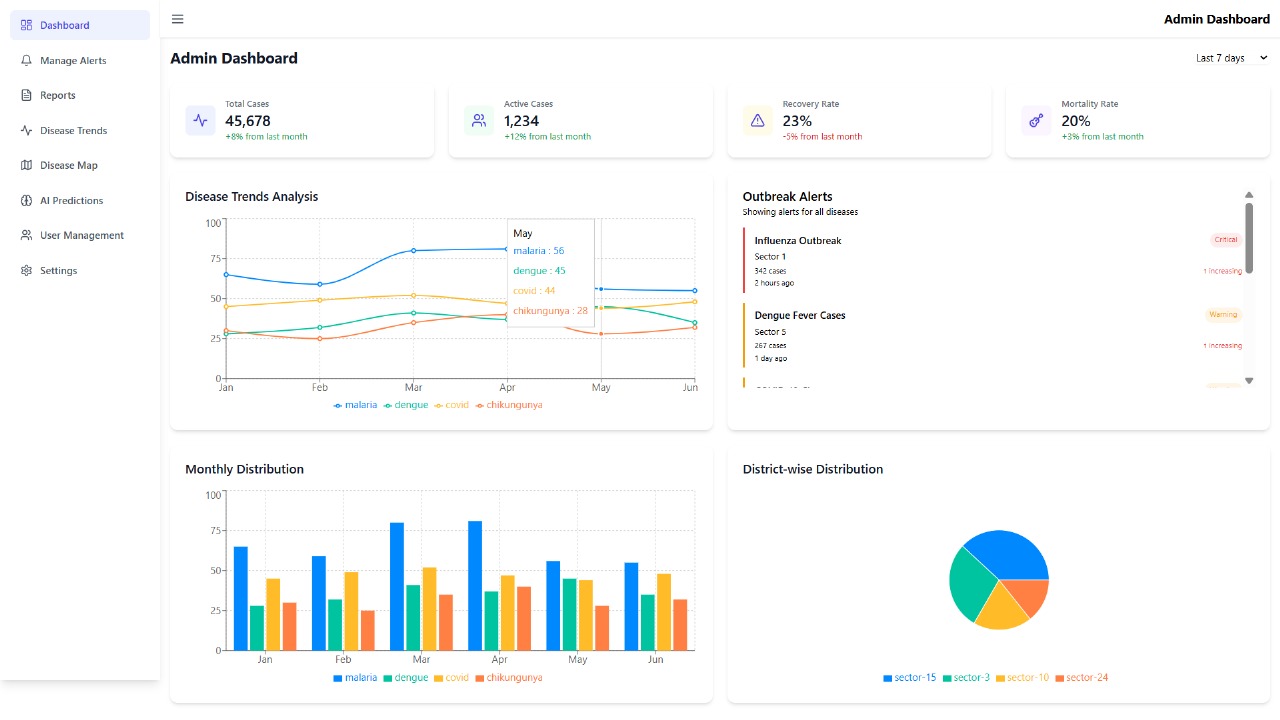 Dashboard
Manage Alerts
Reports
Disease Trends
Disease Map
AI Predictions
User Management
Settings
Admin Dashboard
Admin Dashboard
Last 7 days
Total Cases
45,678
+8% from last month
Active Cases
1,234
+12% from last month
Recovery Rate
23%
-5% from last month
Mortality Rate
20%
+3% from last month
Disease Trends Analysis
100
75
50
25
0
Jan
Feb
Mar
Apr
May
Jun
May
malaria : 56
dengue : 45
covid : 44
chikungunya : 28
malaria dengue covid chikungunya
Outbreak Alerts
Showing alerts for all diseases
Influenza Outbreak
Critical
Sector 1
342 cases
↑ increasing
2 hours ago
Dengue Fever Cases
Warning
Sector 5
267 cases
↑ increasing
1 day ago
Monthly Distribution
100
75
50
25
0
Jan
Feb
Mar
Apr
May
Jun
malaria dengue covid chikungunya
District-wise Distribution
sector-15 sector-3 sector-10 sector-24